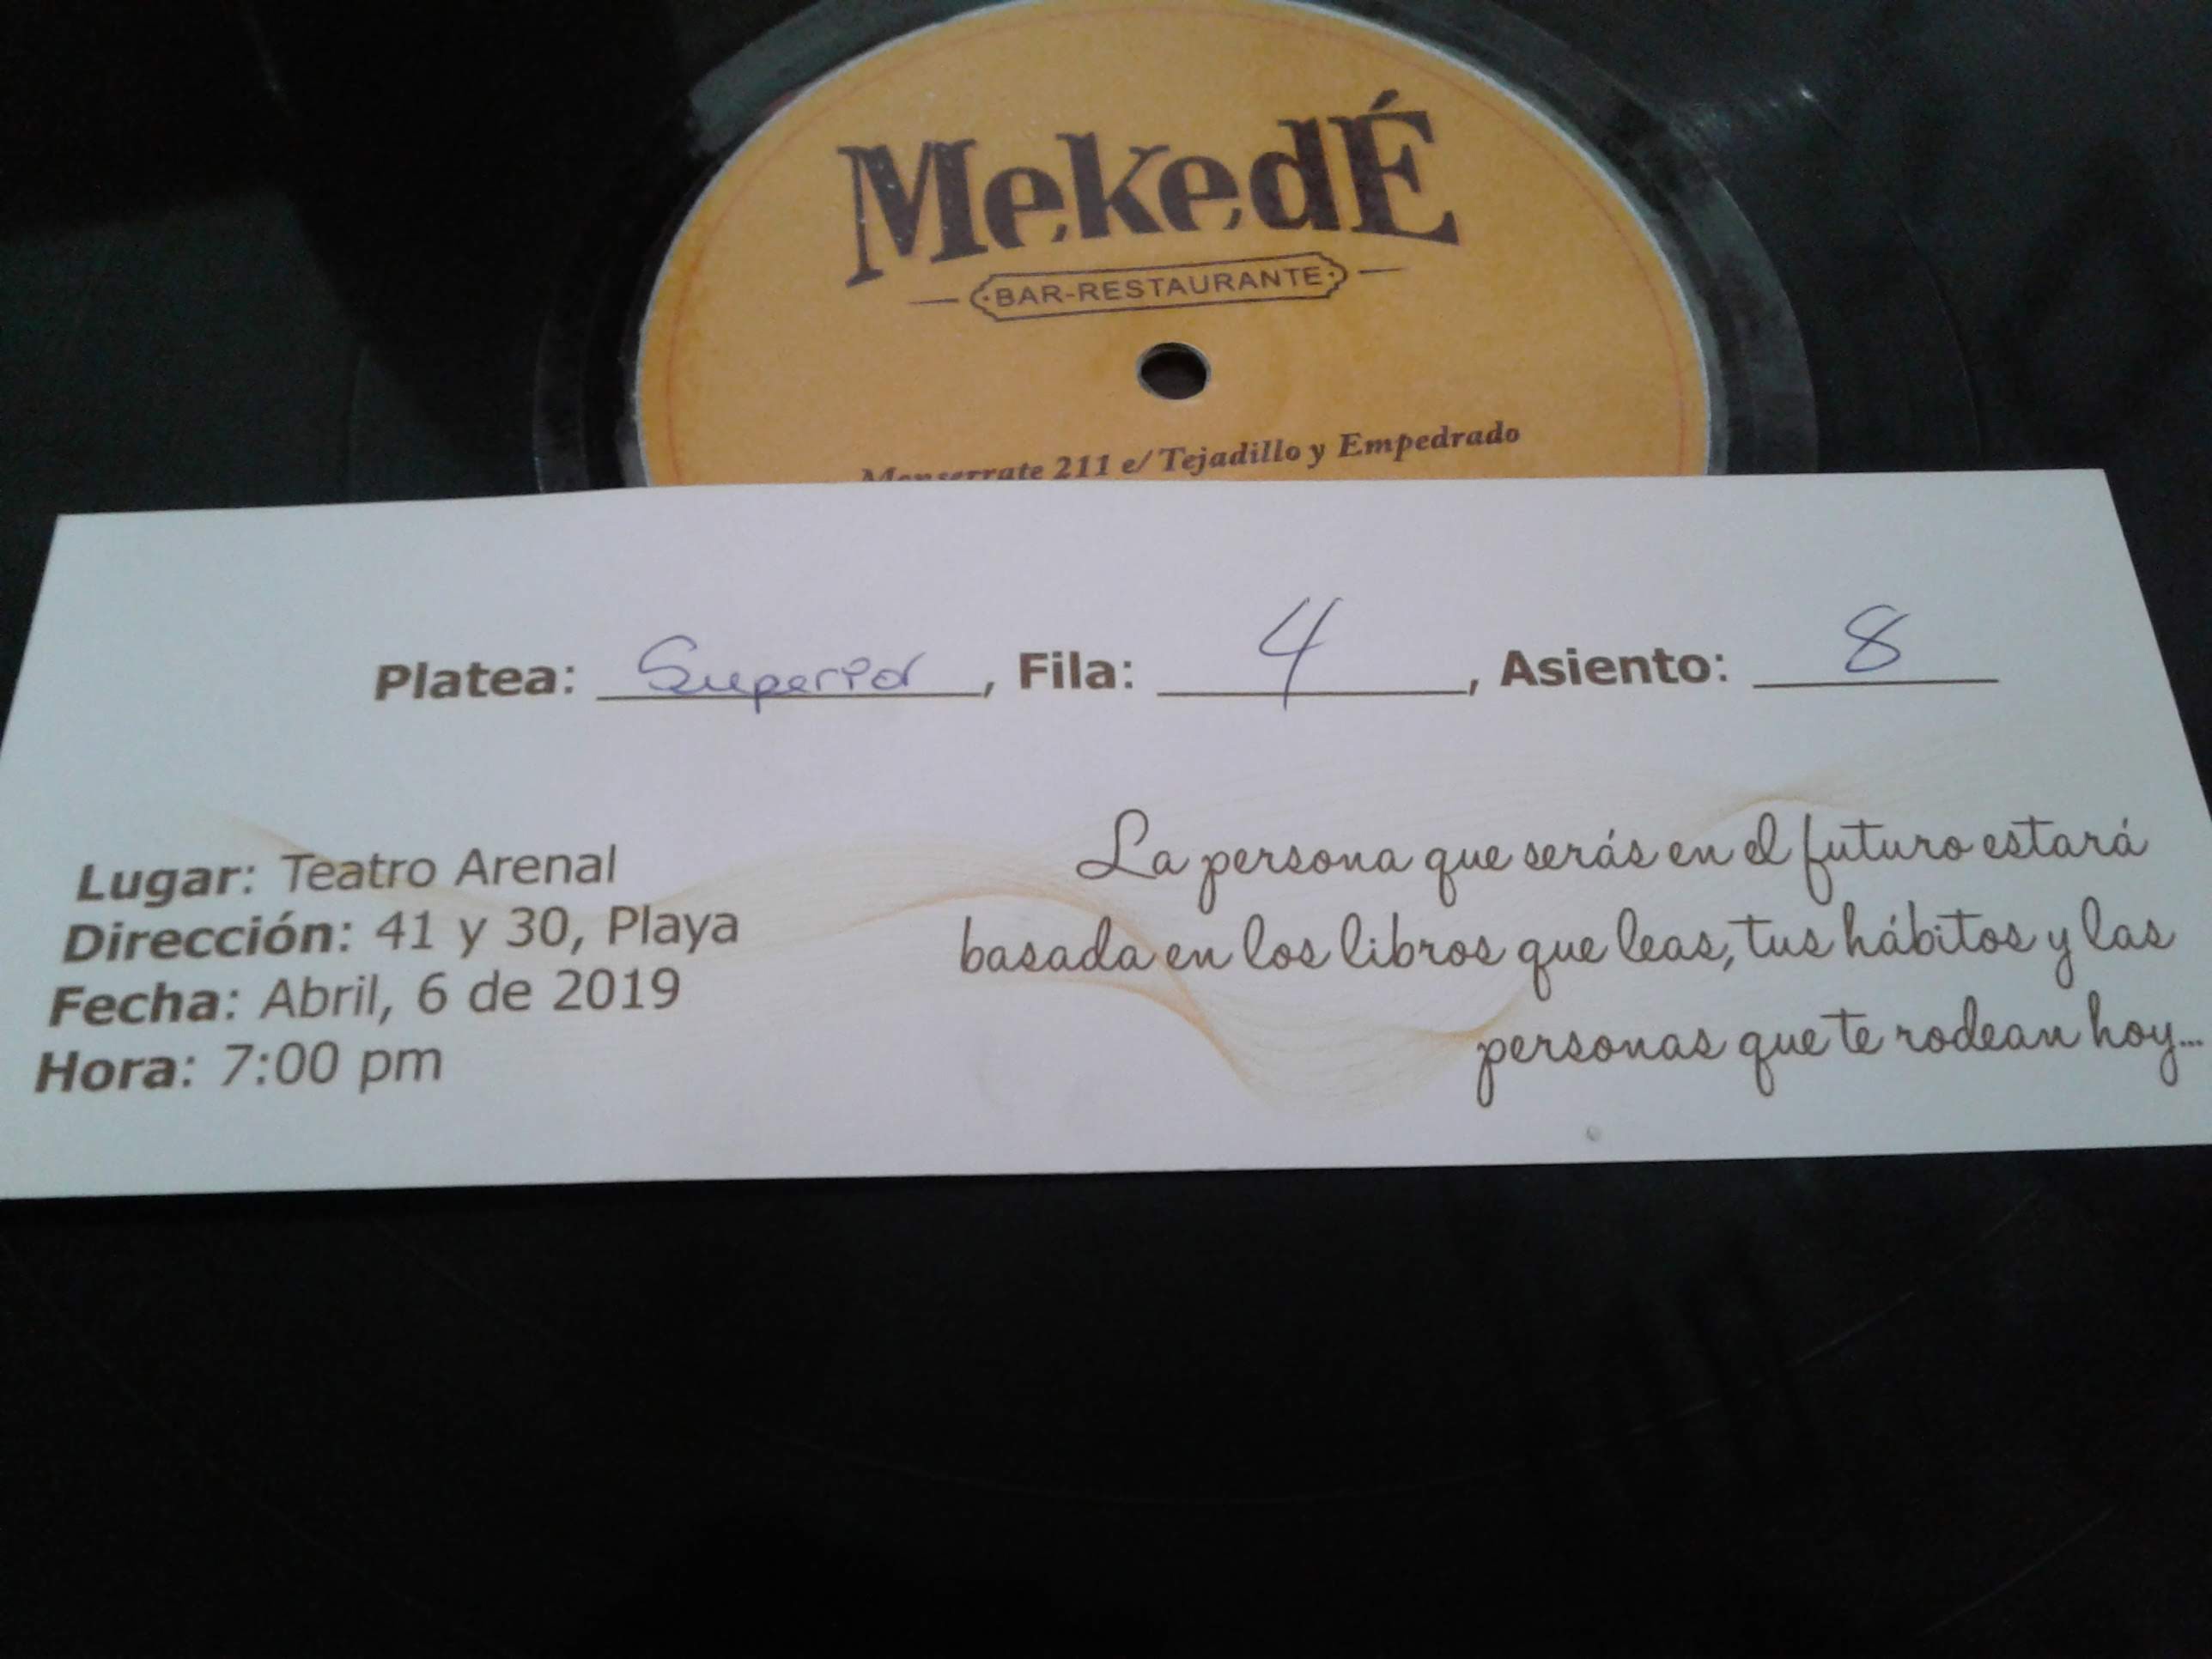 MekedÉ
BAR-RESTAURANTE
Monserrate 211 e/ Tejadillo y Empedrado
Platea: Superior, Fila: 4, Asiento: 8
Lugar: Teatro Arenal
Dirección: 41 y 30, Playa
Fecha: Abril, 6 de 2019
Hora: 7:00 pm
La persona que serás en el futuro estará
basada en los libros que leas, tus hábitos y las
personas que te rodean hoy...